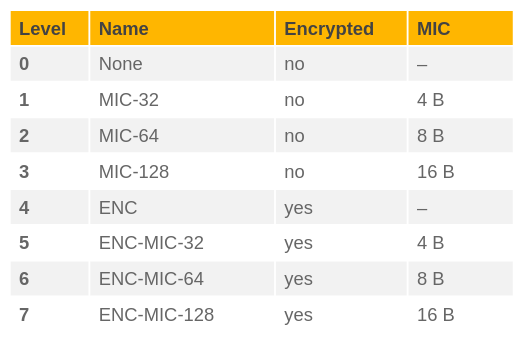 Level Name Encrypted MIC
0 None no –
1 MIC-32 no 4 B
2 MIC-64 no 8 B
3 MIC-128 no 16 B
4 ENC yes –
5 ENC-MIC-32 yes 4 B
6 ENC-MIC-64 yes 8 B
7 ENC-MIC-128 yes 16 B